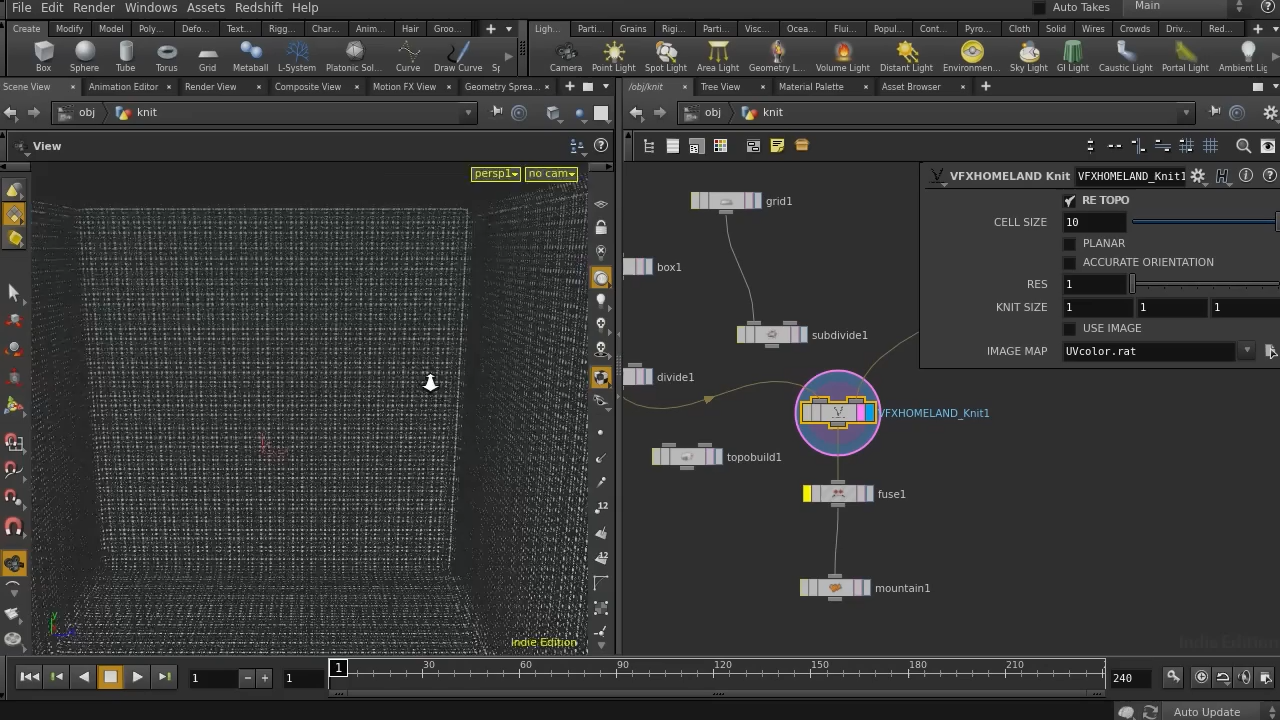 File Edit Render Windows Assets Redshift Help
Auto Takes Main
Create Modify Model Poly... Defo... Text... Rigg... Char... Anim... Hair Groo...
Ligh... Parti... Grains Rigi... Parti... Visc... Ocea... Flui... Popul... Cont... Pyro... Cloth Solid Wires Crowds Driv... Red...
Box Sphere Tube Torus Grid Metaball L-System Platonic Sol... Curve Draw Curve Sp
Camera Point Light Spot Light Area Light Geometry L... Volume Light Distant Light Environmen... Sky Light GI Light Caustic Light Portal Light Ambient Lig
Scene View Animation Editor Render View Composite View Motion FX View Geometry Sprea...
/obj/knit Tree View Material Palette Asset Browser
obj knit
obj knit
View
persp1 no cam
VFXHOMELAND Knit VFXHOMELAND_Knit1
RE TOPO
CELL SIZE 10
PLANAR
ACCURATE ORIENTATION
RES 1
KNIT SIZE 1 1 1
USE IMAGE
IMAGE MAP UVcolor.rat
grid1
box1
subdivide1
divide1
VFXHOMELAND_Knit1
topobuild1
fuse1
mountain1
12
12
y
Indie Edition
Indie Edition
1 1 1 30 60 90 120 150 180 210 240
Auto Update